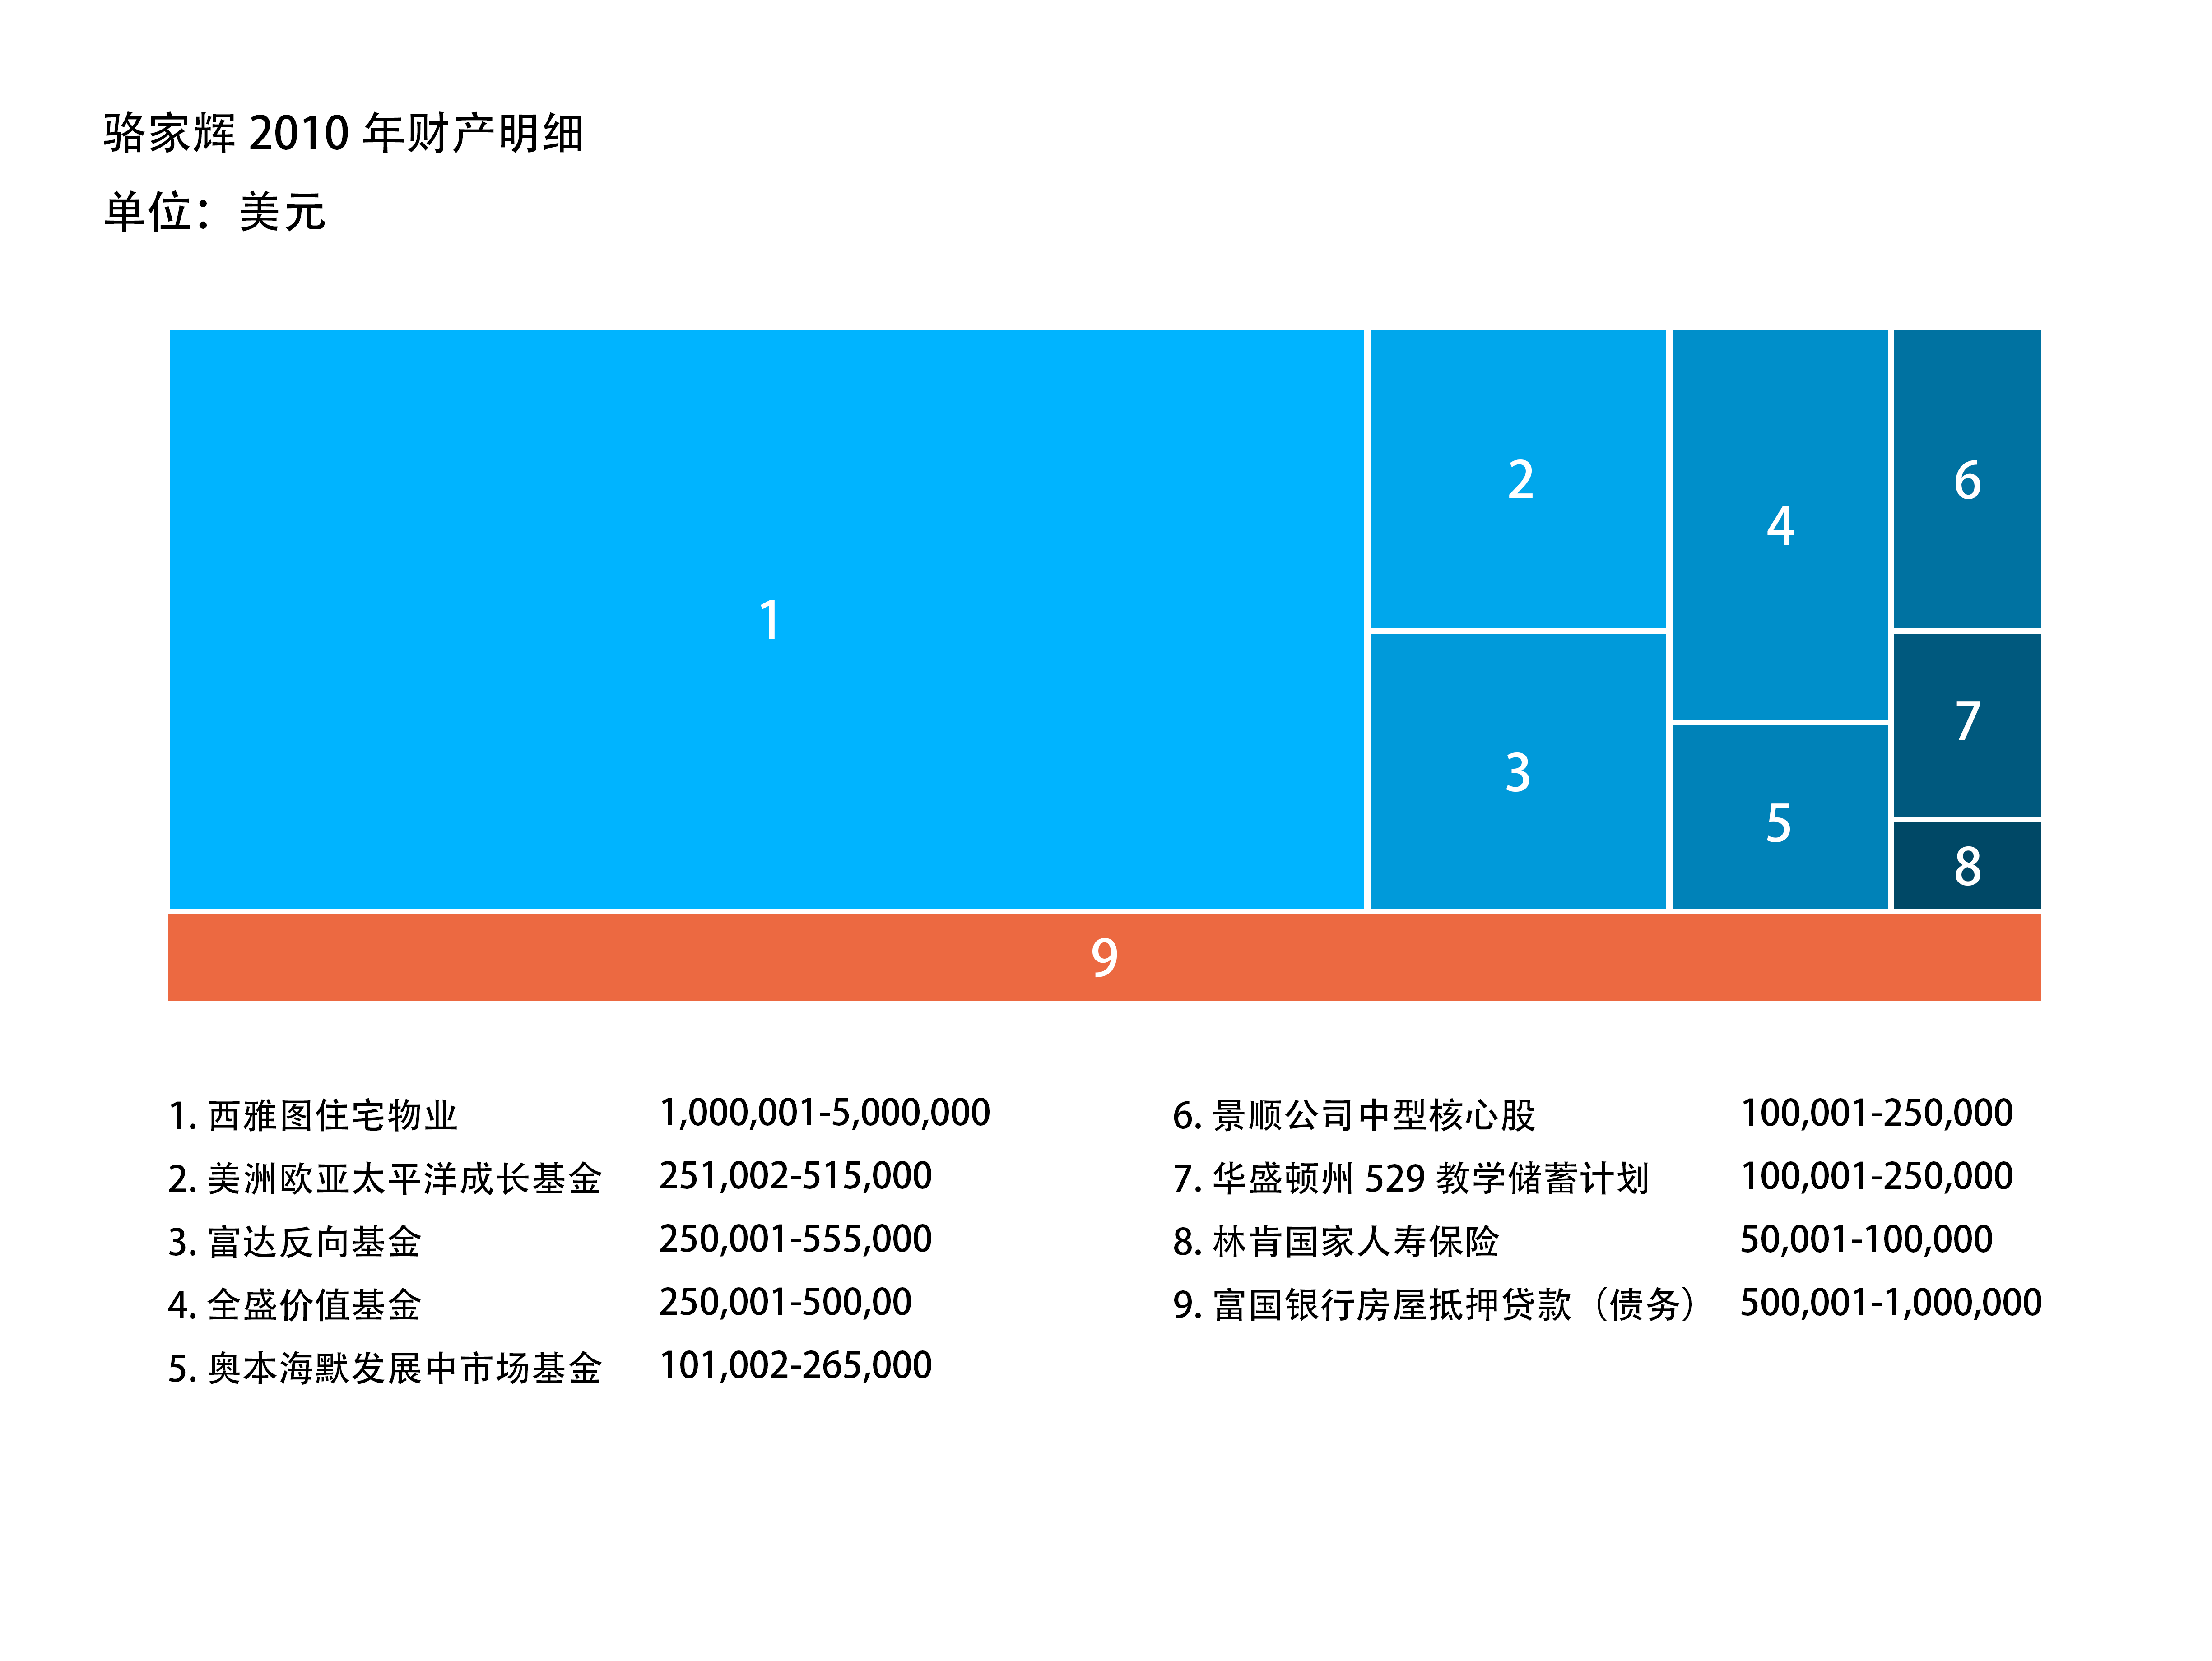 骆家辉 2010 年财产明细
单位：美元
1
2
3
4
5
6
7
8
9
1. 西雅图住宅物业 1,000,001-5,000,000
2. 美洲欧亚太平洋成长基金 251,002-515,000
3. 富达反向基金 250,001-555,000
4. 全盛价值基金 250,001-500,00
5. 奥本海默发展中市场基金 101,002-265,000
6. 景顺公司中型核心股 100,001-250,000
7. 华盛顿州 529 教学储蓄计划 100,001-250,000
8. 林肯国家人寿保险 50,001-100,000
9. 富国银行房屋抵押贷款（债务） 500,001-1,000,000